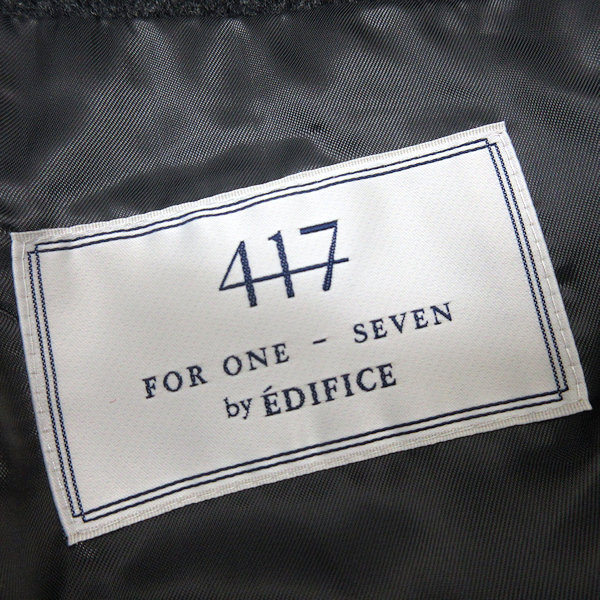 417
FOR ONE - SEVEN
by ÉDIFICE